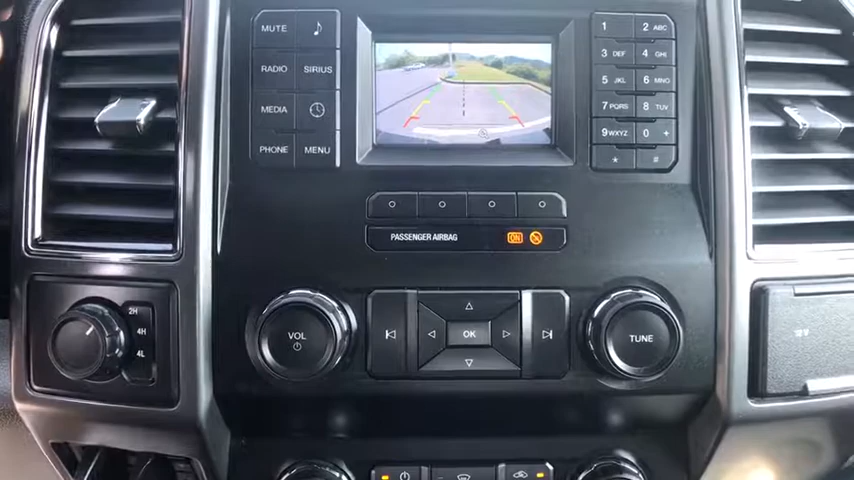 MUTE
RADIO SIRIUS
MEDIA
PHONE MENU
1 2 ABC
3 DEF 4 GHI
5 JKL 6 MNO
7 PQRS 8 TUV
9 WXYZ 0 +
* #
PASSENGER AIRBAG ON
2H
4H
4L
VOL
OK
TUNE